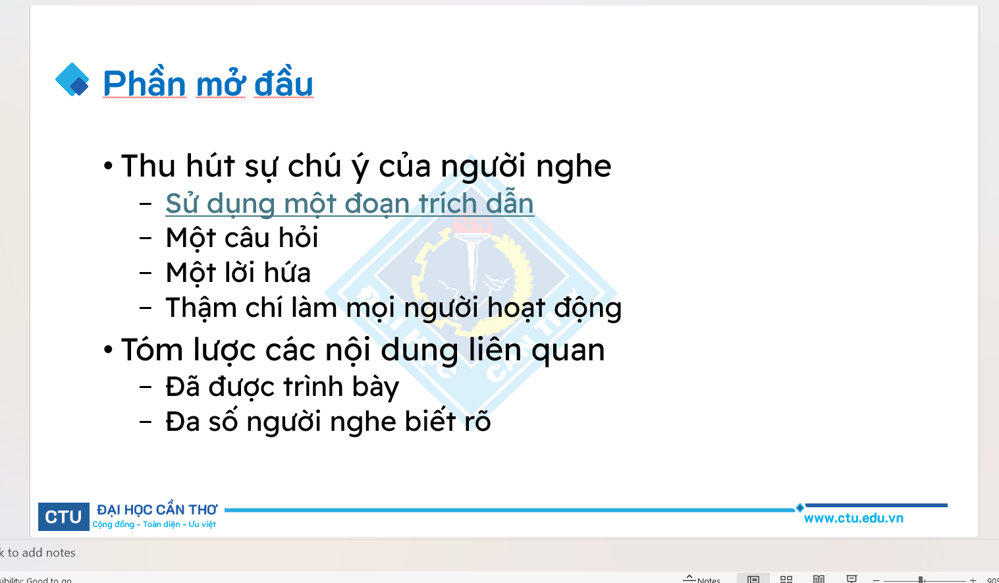 Phần mở đầu
• Thu hút sự chú ý của người nghe
– Sử dụng một đoạn trích dẫn
– Một câu hỏi
– Một lời hứa
– Thậm chí làm mọi người hoạt động
• Tóm lược các nội dung liên quan
– Đã được trình bày
– Đa số người nghe biết rõ
ĐẠI HỌC CẦN THƠ
CTU
Cộng đồng – Toàn diện – Ưu việt
www.ctu.edu.vn
to add notes
Good to go
Notes